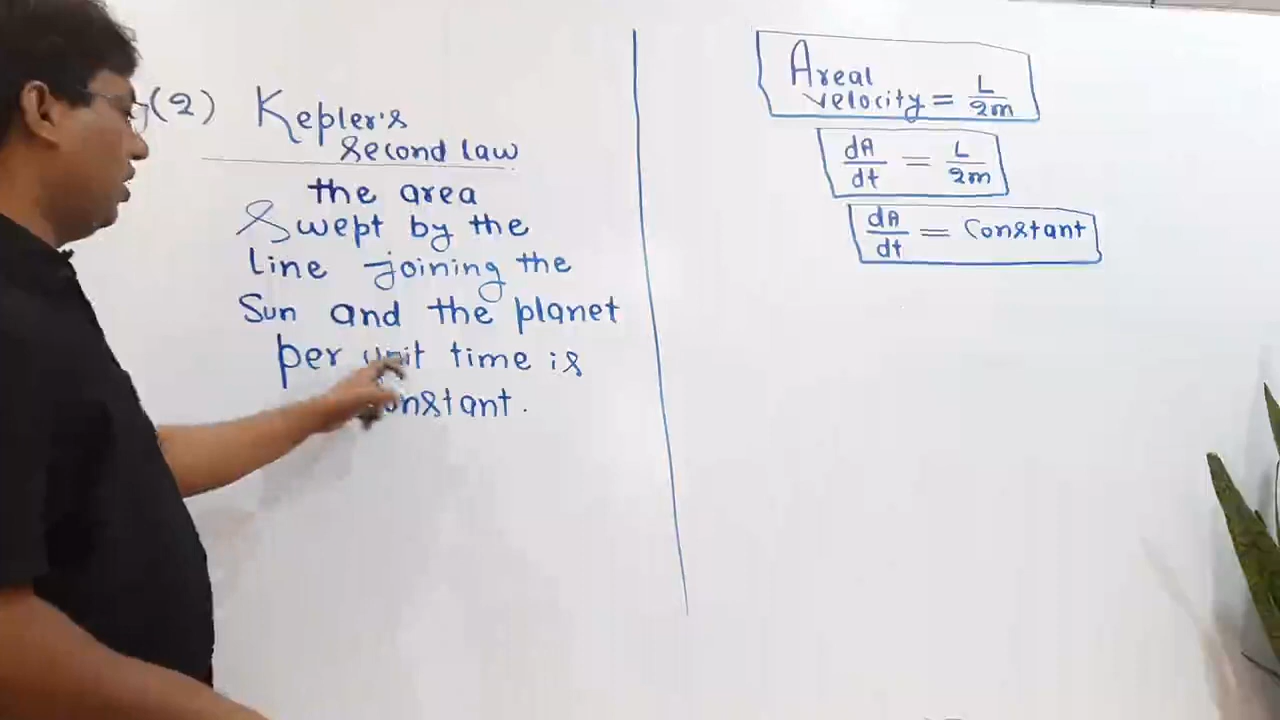 (2) Kepler's
second law
the area
swept by the
line joining the
Sun and the planet
per unit time is
constant.
Areal
velocity = L/2m
dA/dt = L/2m
dA/dt = Constant